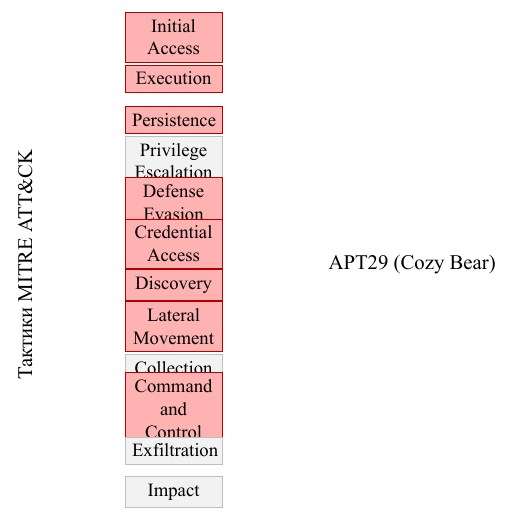 Тактики MITRE ATT&CK
Initial
Access
Execution
Persistence
Privilege
Escalation
Defense
Evasion
Credential
Access
Discovery
Lateral
Movement
Collection
Command
and
Control
Exfiltration
Impact
APT29 (Cozy Bear)